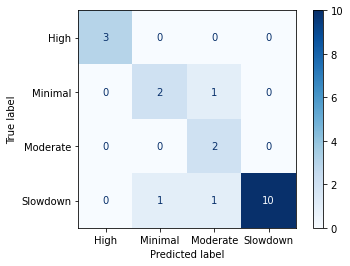 High 3 0 0 0
Minimal 0 2 1 0
Moderate 0 0 2 0
Slowdown 0 1 1 10
High Minimal Moderate Slowdown
Predicted label
True label
10
8
6
4
2
0